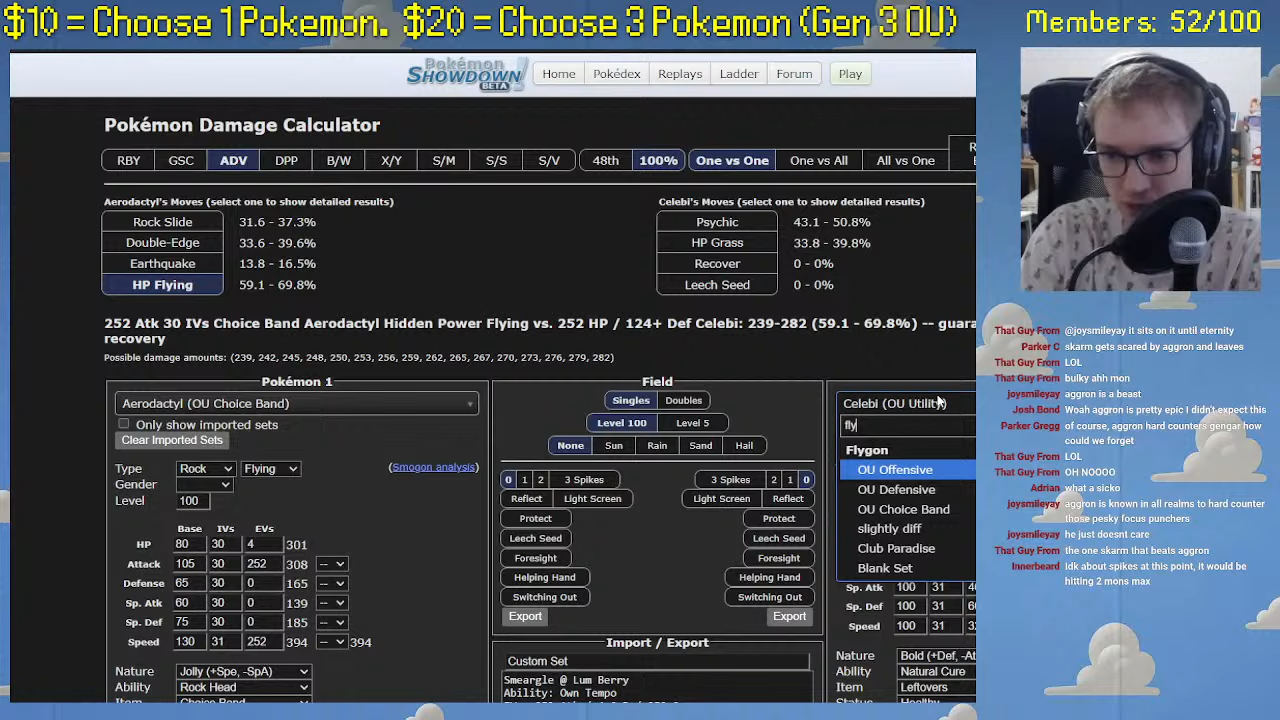 $10 = Choose 1 Pokemon. $20 = Choose 3 Pokemon (Gen 3 OU)
Members: 52/100
Pokémon
SHOWDOWN!
BETA
Home
Pokédex
Replays
Ladder
Forum
Play
Pokémon Damage Calculator
RBY
GSC
ADV
DPP
B/W
X/Y
S/M
S/S
S/V
48th
100%
One vs One
One vs All
All vs One
Aerodactyl's Moves (select one to show detailed results)
Rock Slide 31.6 - 37.3%
Double-Edge 33.6 - 39.6%
Earthquake 13.8 - 16.5%
HP Flying 59.1 - 69.8%
Celebi's Moves (select one to show detailed results)
Psychic 43.1 - 50.8%
HP Grass 33.8 - 39.8%
Recover 0 - 0%
Leech Seed 0 - 0%
252 Atk 30 IVs Choice Band Aerodactyl Hidden Power Flying vs. 252 HP / 124+ Def Celebi: 239-282 (59.1 - 69.8%) -- guara
recovery
Possible damage amounts: (239, 242, 245, 248, 250, 253, 256, 259, 262, 265, 267, 270, 273, 276, 279, 282)
Pokémon 1
Aerodactyl (OU Choice Band)
Only show imported sets
Clear Imported Sets
Type Rock Flying
(Smogon analysis)
Gender
Level 100
Base IVs EVs
HP 80 30 4 301
Attack 105 30 252 308 --
Defense 65 30 0 165 --
Sp. Atk 60 30 0 139 --
Sp. Def 75 30 0 185 --
Speed 130 31 252 394 -- 394
Nature Jolly (+Spe, -SpA)
Ability Rock Head
Item Choice Band
Field
Singles Doubles
Level 100 Level 5
None Sun Rain Sand Hail
0 1 2 3 Spikes 3 Spikes 2 1 0
Reflect Light Screen Light Screen Reflect
Protect Protect
Leech Seed Leech Seed
Foresight Foresight
Helping Hand Helping Hand
Switching Out Switching Out
Export Export
Import / Export
Custom Set
Smeargle @ Lum Berry
Ability: Own Tempo
Celebi (OU Utility)
fly
Flygon
OU Offensive
OU Defensive
OU Choice Band
slightly diff
Club Paradise
Blank Set
Sp. Atk 100 31
Sp. Def 100 31
Speed 100 31
Nature Bold (+Def, -At
Ability Natural Cure
Item Leftovers
Status Healthy
That Guy From @joysmileyay it sits on it until eternity
Parker C skarm gets scared by aggron and leaves
That Guy From LOL
That Guy From bulky ahh mon
joysmileyay aggron is a beast
Josh Bond Woah aggron is pretty epic I didn't expect this
Parker Gregg of course, aggron hard counters gengar how
could we forget
That Guy From LOL
That Guy From OH NOOOO
Adrian what a sicko
joysmileyay aggron is known in all realms to hard counter
those pesky focus punchers
joysmileyay he just doesnt care
That Guy From the one skarm that beats aggron
Innerbeard Idk about spikes at this point, it would be
hitting 2 mons max